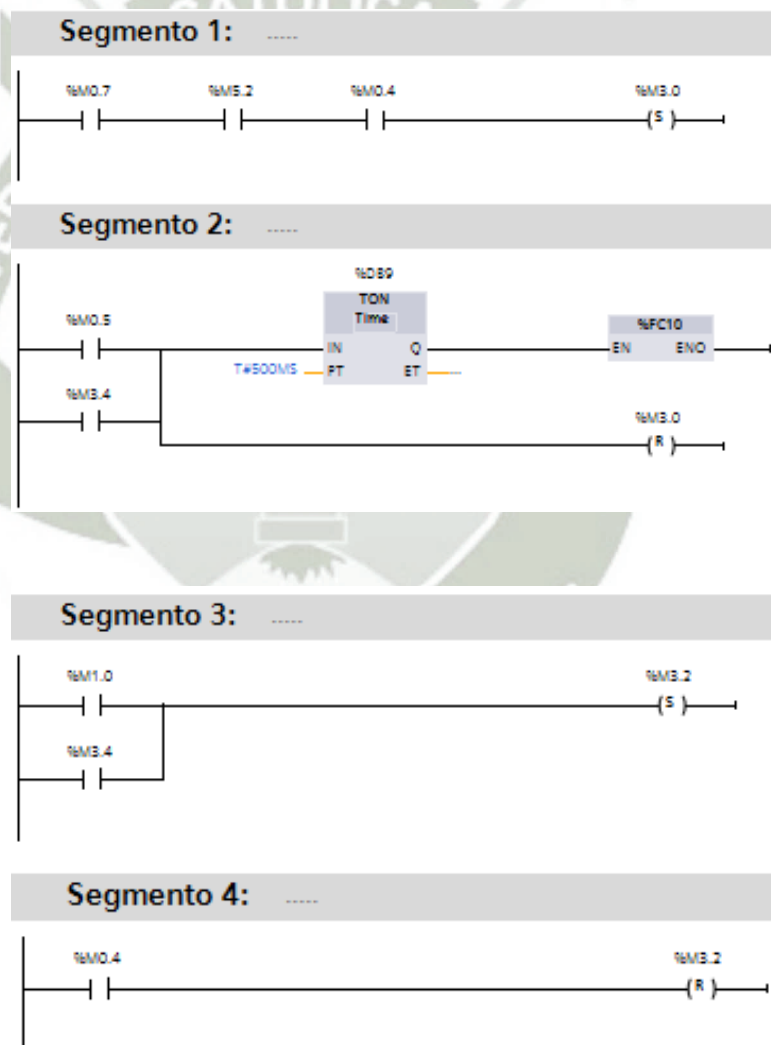 CATOLICA
Segmento 1: .....
%M0.7 %M5.2 %M0.4 %M3.0
S
Segmento 2: .....
%DB9
TON
Time
%M0.5
%FC10
IN Q
EN ENO
T#500MS PT ET ...
%M3.4
%M3.0
R
Segmento 3: .....
%M1.0 %M3.2
S
%M3.4
Segmento 4: .....
%M0.4 %M3.2
R